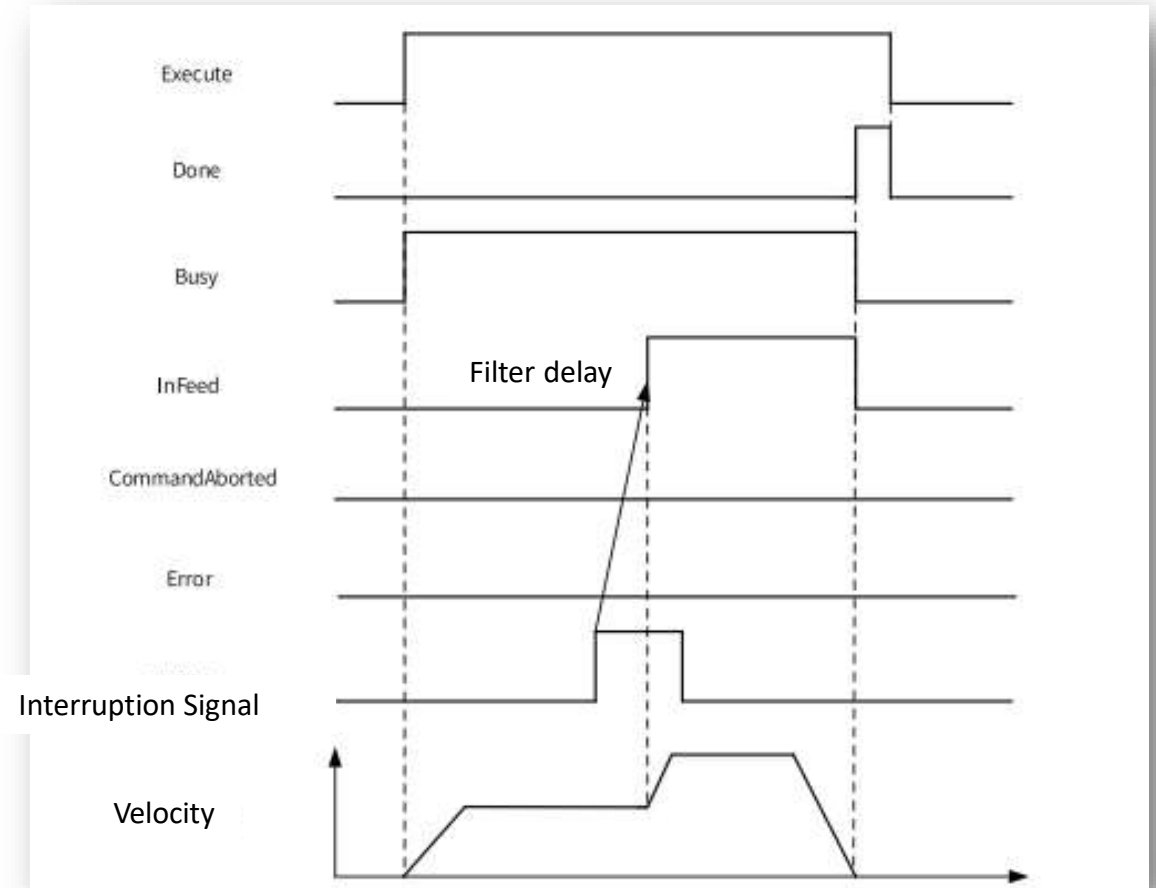 Execute
Done
Busy
Filter delay
InFeed
CommandAborted
Error
Interruption Signal
Velocity